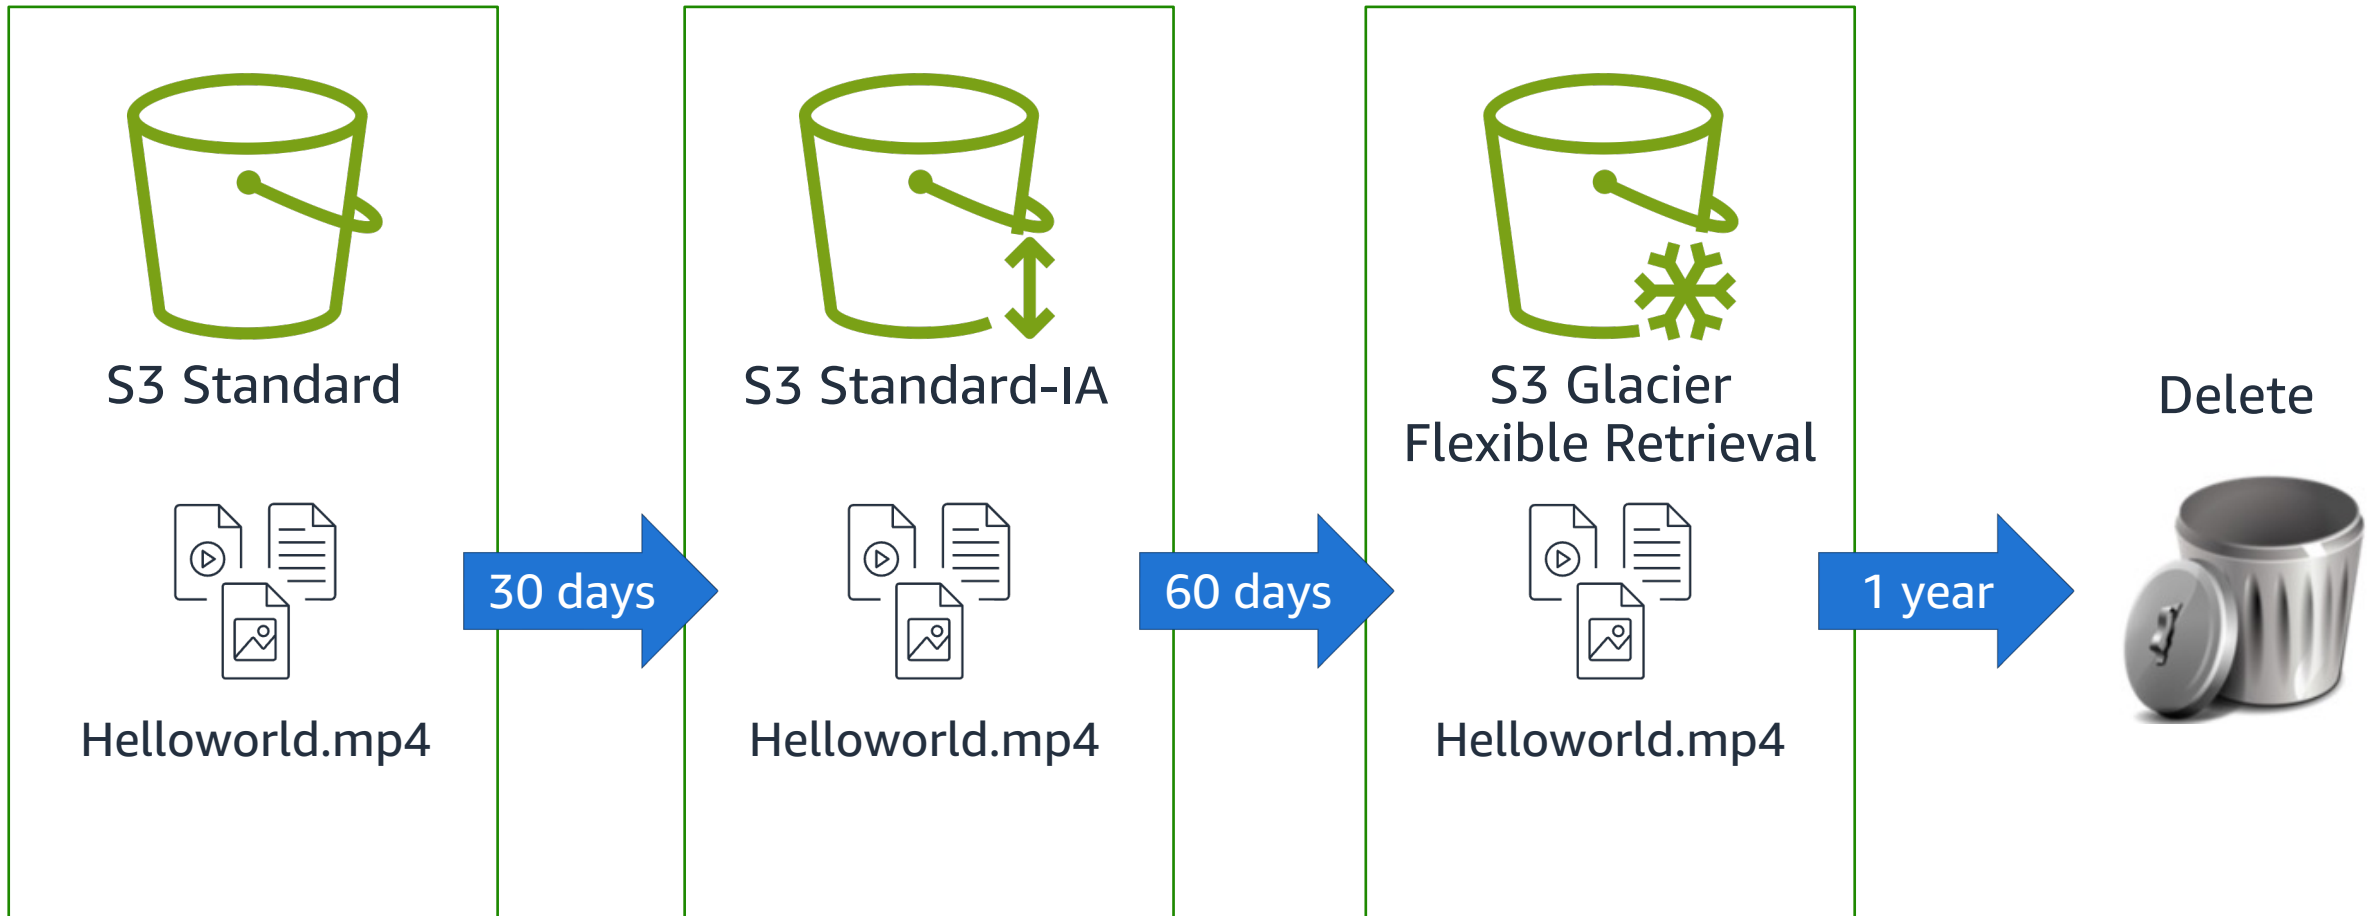 S3 Standard
Helloworld.mp4
30 days
S3 Standard-IA
Helloworld.mp4
60 days
S3 Glacier
Flexible Retrieval
Helloworld.mp4
1 year
Delete